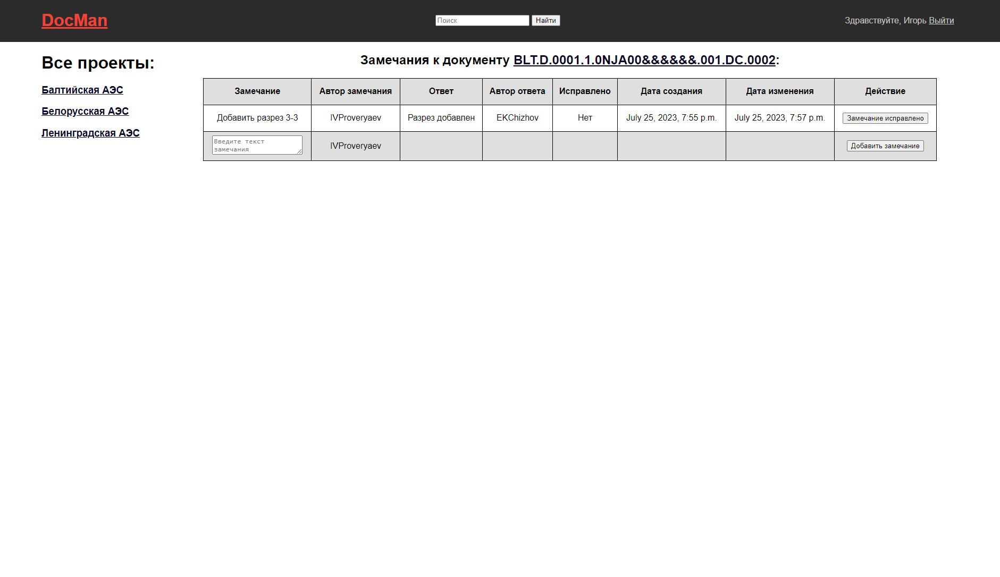 DocMan
Поиск Найти
Здравствуйте, Игорь Выйти
Все проекты:
Балтийская АЭС
Белорусская АЭС
Ленинградская АЭС
Замечания к документу BLT.D.0001.1.0NJA00&&&&&&.001.DC.0002:
Замечание Автор замечания Ответ Автор ответа Исправлено Дата создания Дата изменения Действие
Добавить разрез 3-3 IVProveryaev Разрез добавлен EKChizhov Нет July 25, 2023, 7:55 p.m. July 25, 2023, 7:57 p.m. Замечание исправлено
Введите текст
замечания
IVProveryaev Добавить замечание